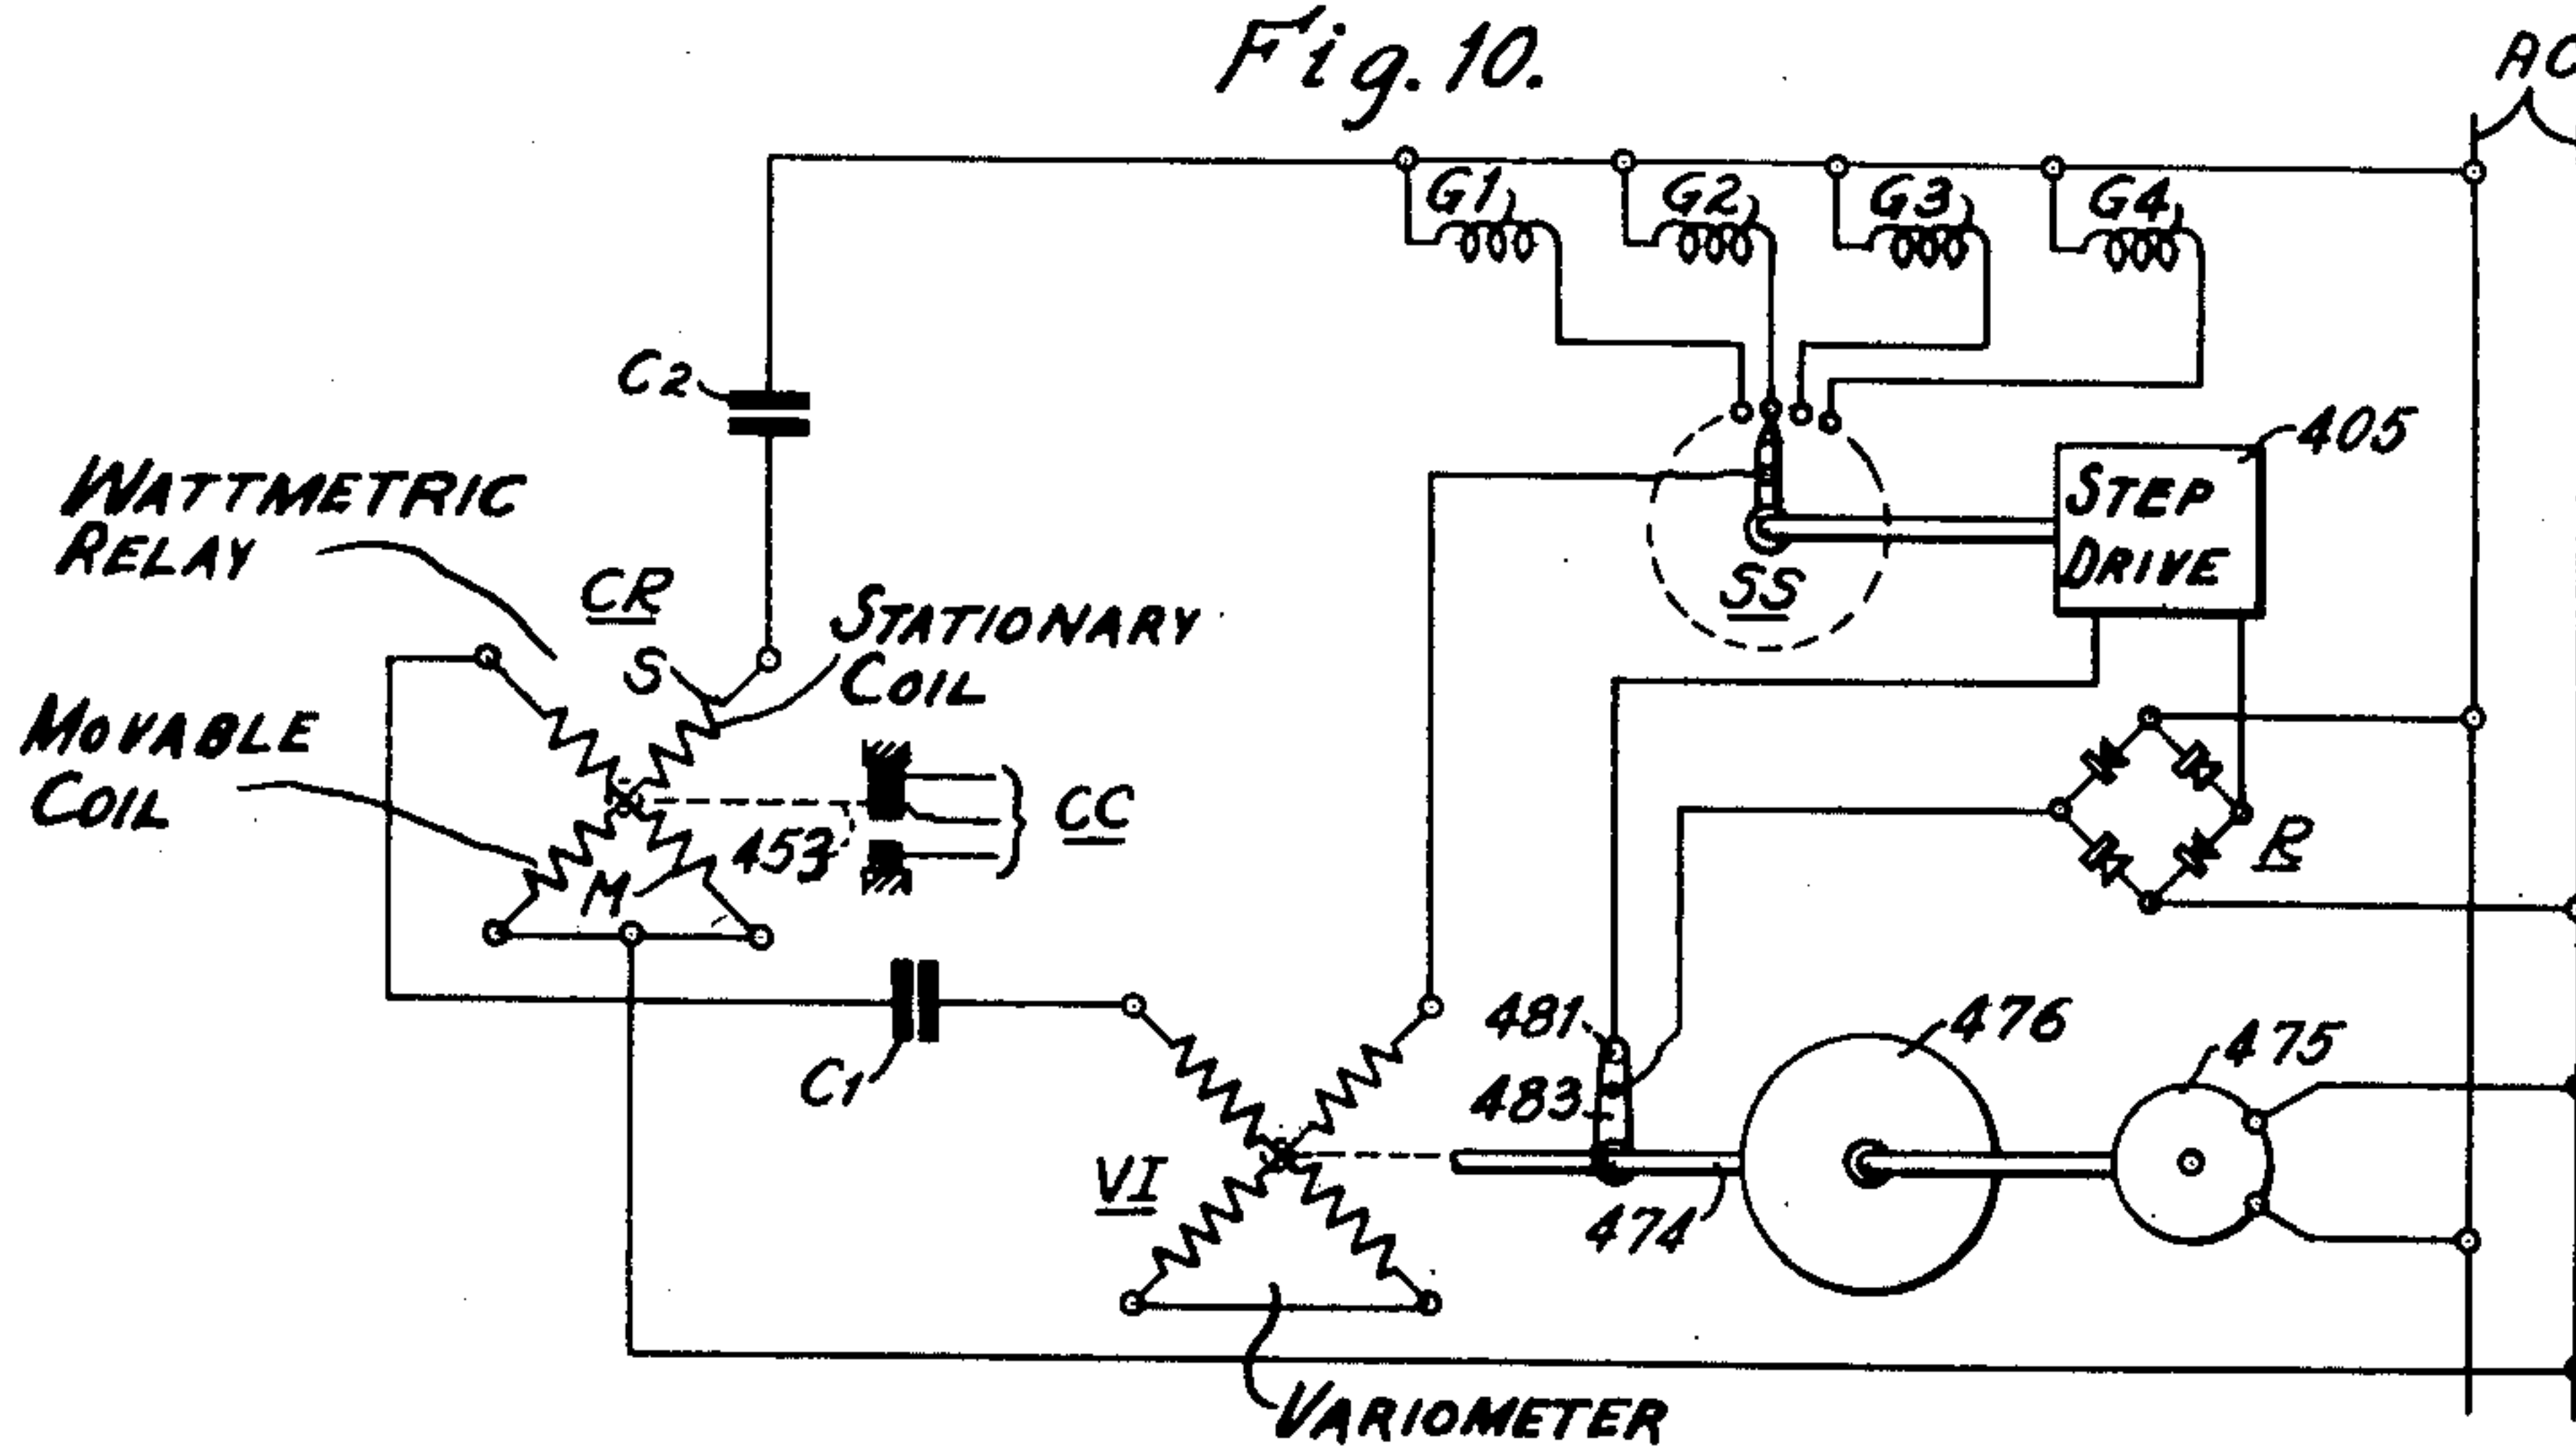 Fig. 10.
AC
G1
G2
G3
G4
C2
405
STEP
DRIVE
WATTMETRIC
RELAY
CR
SS
STATIONARY
COIL
S
MOVABLE
COIL
CC
453
M
R
481
476
475
483
C1
VI
474
VARIOMETER